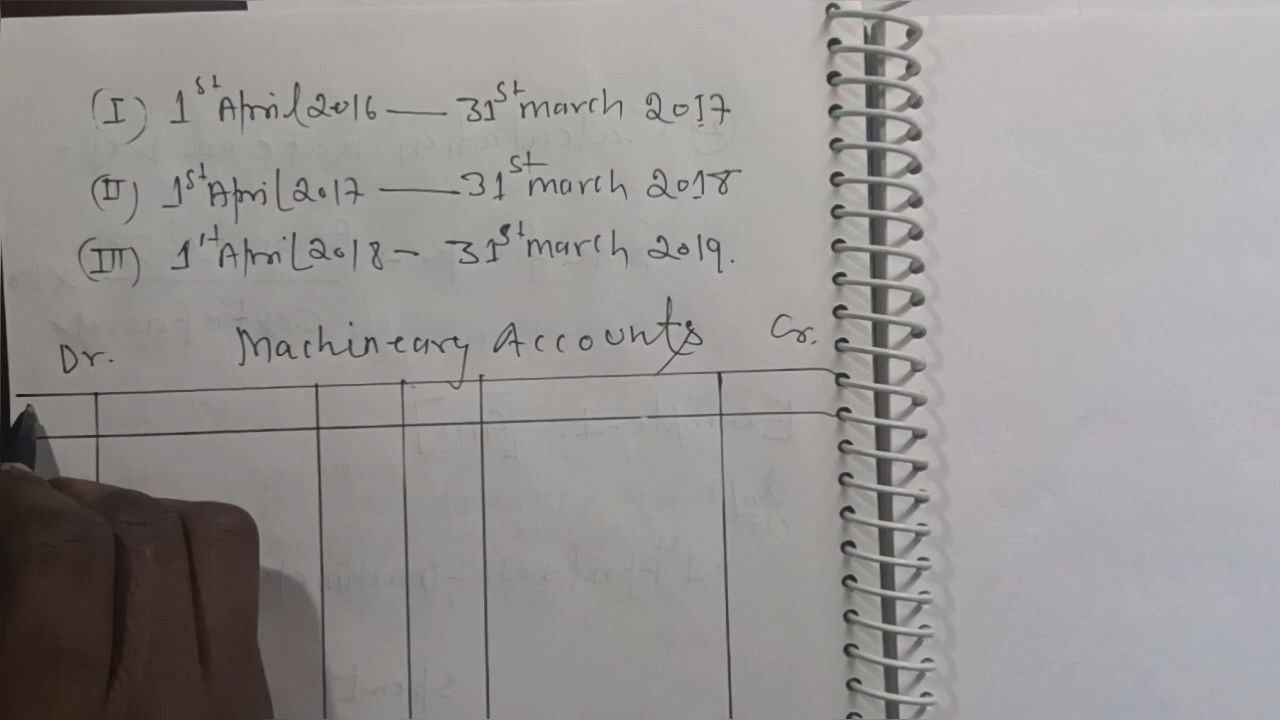 (I) 1st April 2016 — 31st march 2017
(II) 1st April 2017 — 31st march 2018
(III) 1st April 2018 - 31st march 2019.
Dr. Machineary Accounts Cr.